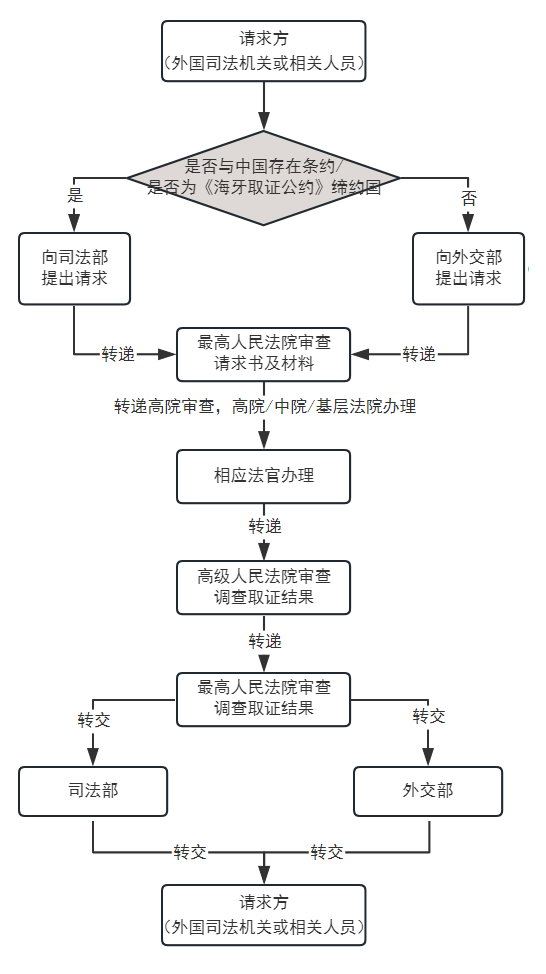 请求方
（外国司法机关或相关人员）
是否与中国存在条约/
是否为《海牙取证公约》缔约国
是
否
向司法部
提出请求
向外交部
提出请求
转递
最高人民法院审查
请求书及材料
转递
转递高院审查，高院/中院/基层法院办理
相应法官办理
转递
高级人民法院审查
调查取证结果
转递
最高人民法院审查
调查取证结果
转交
转交
司法部
外交部
转交
转交
请求方
（外国司法机关或相关人员）